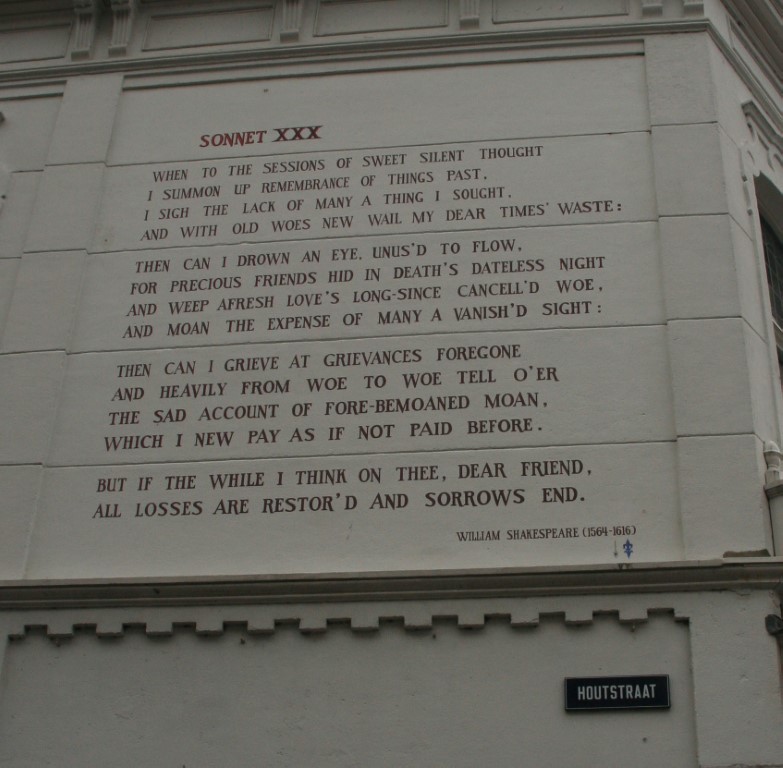 SONNET XXX
WHEN TO THE SESSIONS OF SWEET SILENT THOUGHT
I SUMMON UP REMEMBRANCE OF THINGS PAST,
I SIGH THE LACK OF MANY A THING I SOUGHT,
AND WITH OLD WOES NEW WAIL MY DEAR TIMES' WASTE:
THEN CAN I DROWN AN EYE, UNUS'D TO FLOW,
FOR PRECIOUS FRIENDS HID IN DEATH'S DATELESS NIGHT
AND WEEP AFRESH LOVE'S LONG-SINCE CANCELL'D WOE,
AND MOAN THE EXPENSE OF MANY A VANISH'D SIGHT:
THEN CAN I GRIEVE AT GRIEVANCES FOREGONE
AND HEAVILY FROM WOE TO WOE TELL O'ER
THE SAD ACCOUNT OF FORE-BEMOANED MOAN,
WHICH I NEW PAY AS IF NOT PAID BEFORE.
BUT IF THE WHILE I THINK ON THEE, DEAR FRIEND,
ALL LOSSES ARE RESTOR'D AND SORROWS END.
WILLIAM SHAKESPEARE (1564-1616)
HOUTSTRAAT